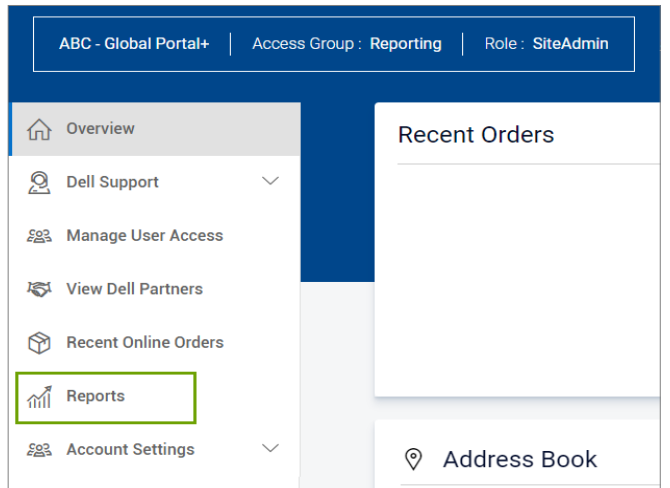 ABC - Global Portal+ Access Group : Reporting Role : SiteAdmin
Overview
Dell Support
Manage User Access
View Dell Partners
Recent Online Orders
Reports
Account Settings
Recent Orders
Address Book